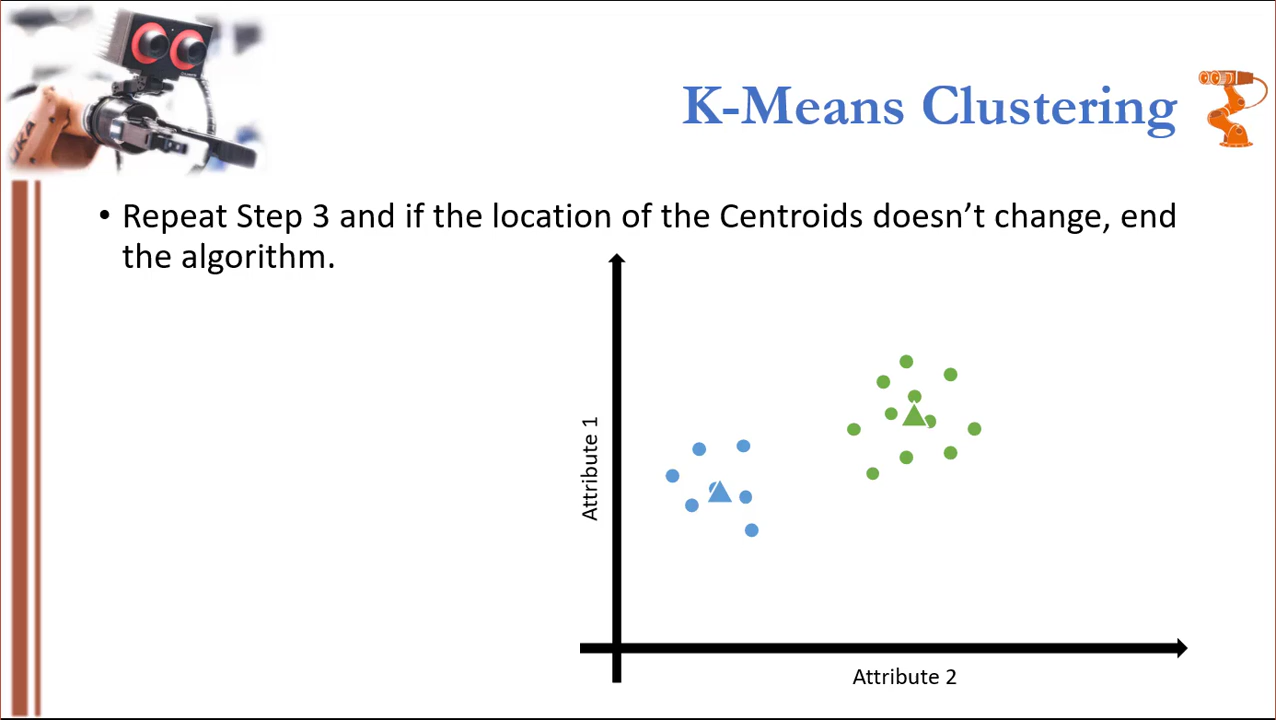 K-Means Clustering
• Repeat Step 3 and if the location of the Centroids doesn’t change, end
the algorithm.
Attribute 1
Attribute 2